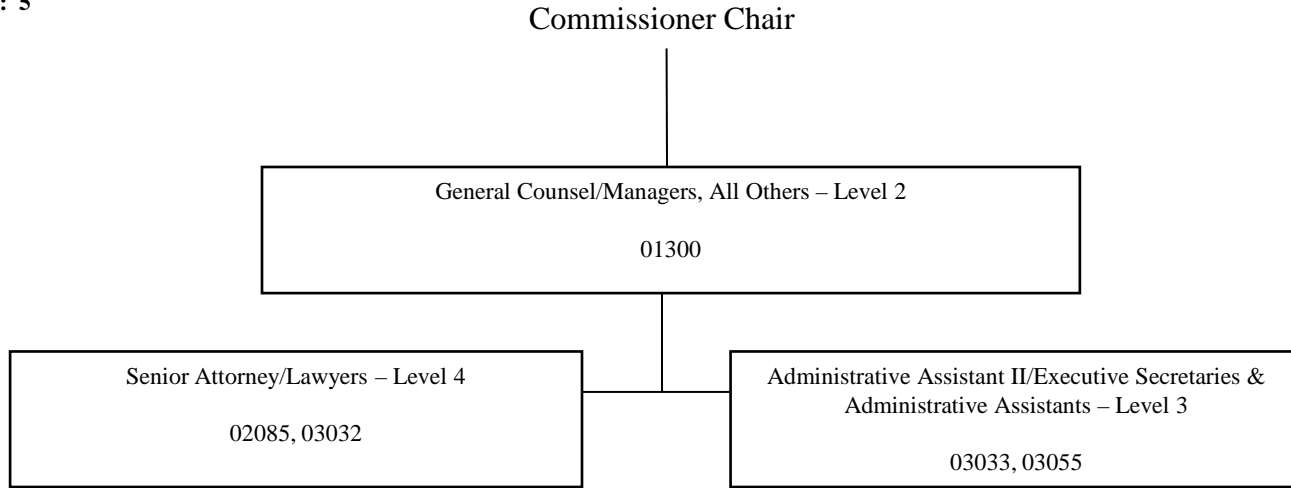 : 5
Commissioner Chair
General Counsel/Managers, All Others – Level 2
01300
Senior Attorney/Lawyers – Level 4
02085, 03032
Administrative Assistant II/Executive Secretaries &
Administrative Assistants – Level 3
03033, 03055